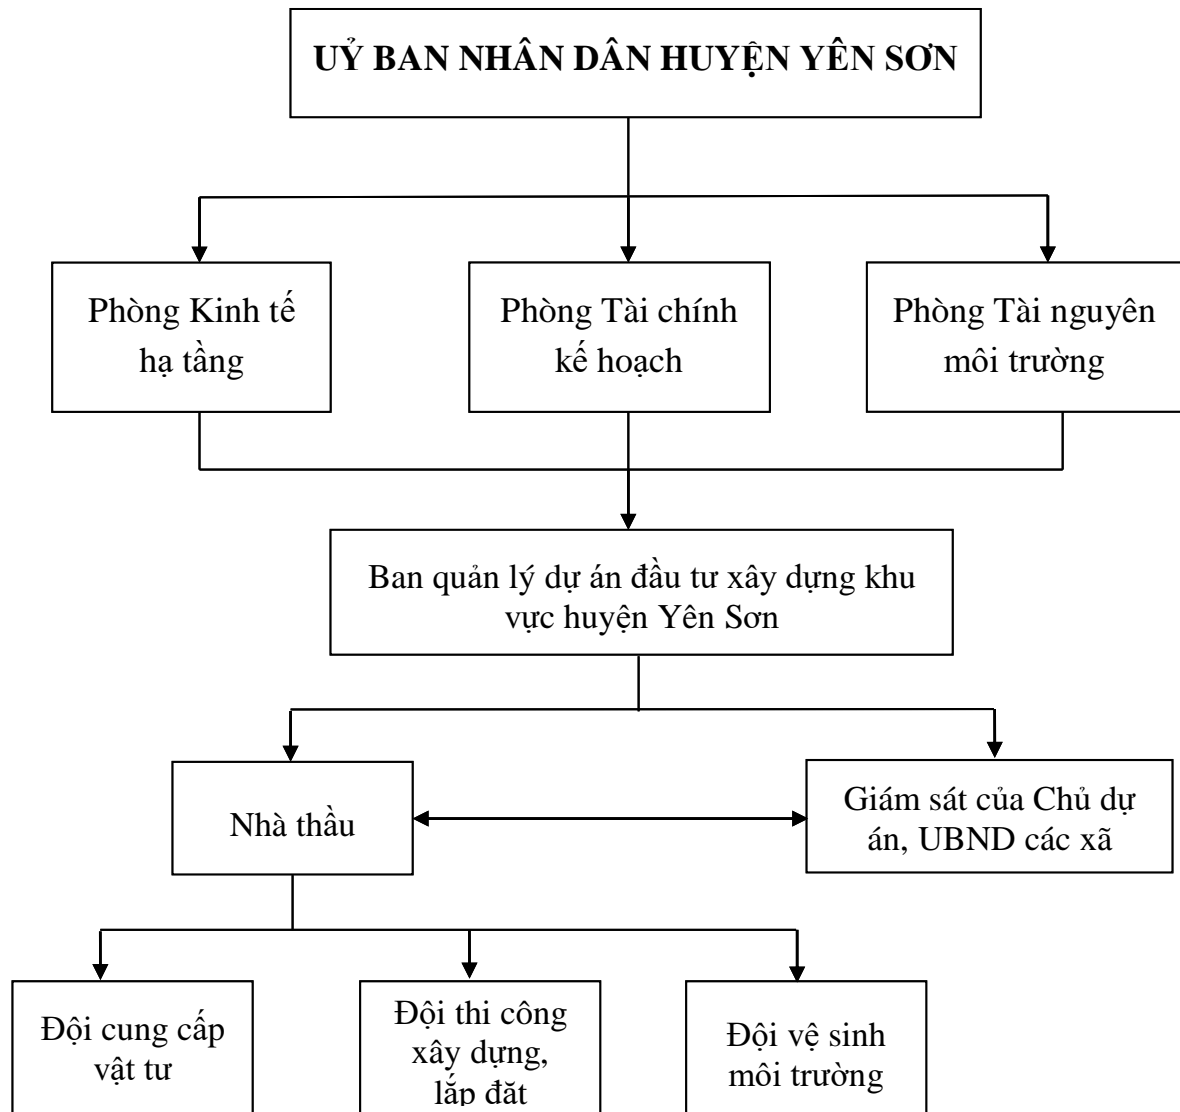 UỶ BAN NHÂN DÂN HUYỆN YÊN SƠN
Phòng Kinh tế
hạ tầng
Phòng Tài chính
kế hoạch
Phòng Tài nguyên
môi trường
Ban quản lý dự án đầu tư xây dựng khu
vực huyện Yên Sơn
Nhà thầu
Giám sát của Chủ dự
án, UBND các xã
Đội cung cấp
vật tư
Đội thi công
xây dựng,
lắp đặt
Đội vệ sinh
môi trường